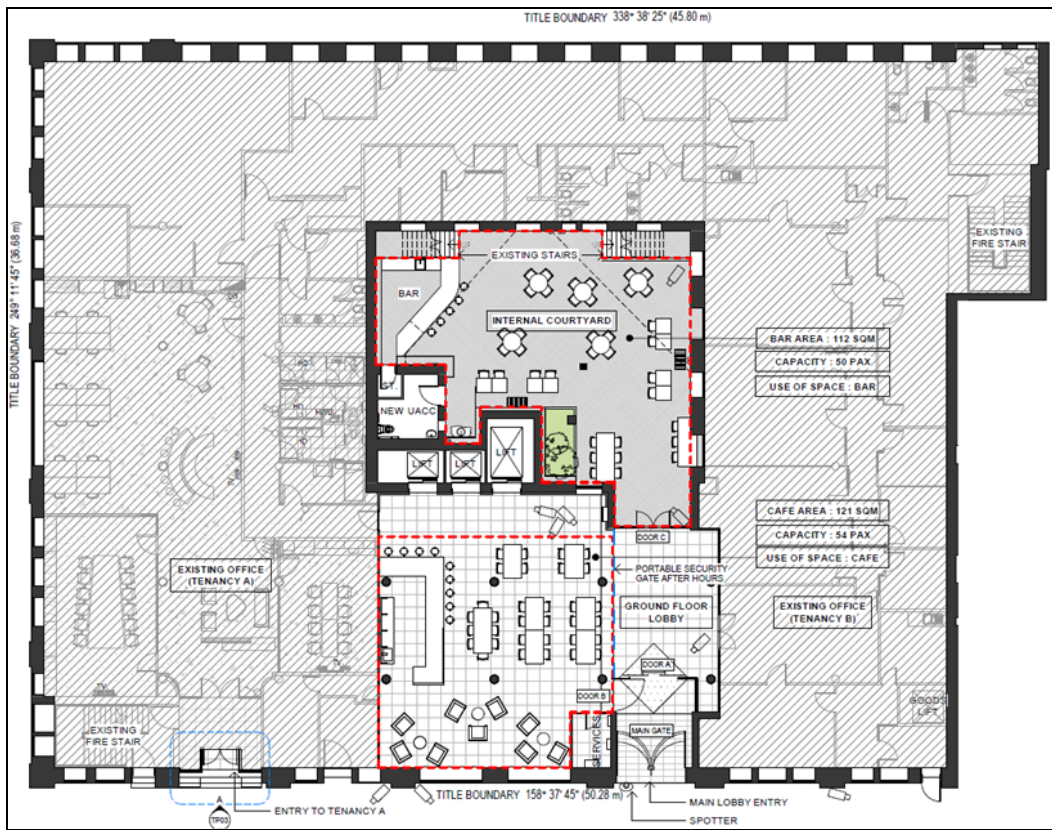 TITLE BOUNDARY 338° 38' 25" (45.80 m)
TITLE BOUNDARY 249° 11' 45" (36.68 m)
EXISTING
FIRE STAIR
EXISTING STAIRS
BAR
INTERNAL COURTYARD
BAR AREA : 112 SQM
CAPACITY : 50 PAX
USE OF SPACE : BAR
ST.
NEW UACC
LIFT
LIFT
LIFT
TV
CAFE AREA : 121 SQM
CAPACITY : 54 PAX
USE OF SPACE : CAFE
DOOR C
PORTABLE SECURITY
GATE AFTER HOURS
EXISTING OFFICE
(TENANCY A)
GROUND FLOOR
LOBBY
EXISTING OFFICE
(TENANCY B)
DOOR A
TV
TV
DOOR B
GOODS
LIFT
EXISTING
FIRE STAIR
SERVICES
MAIN GATE
TITLE BOUNDARY 158° 37' 45" (50.28 m)
A
TP03
ENTRY TO TENANCY A
MAIN LOBBY ENTRY
SPOTTER